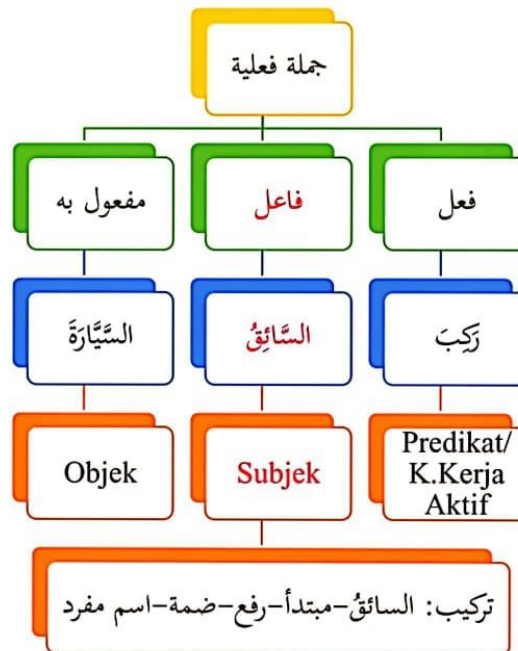 جملة فعلية
فعل
فاعل
مفعول به
رَكِبَ
السَّائِقُ
السَّيَّارَةَ
Predikat/
K.Kerja
Aktif
Subjek
Objek
تركيب: السائقُ-مبتدأ-رفع-ضمة-اسم مفرد